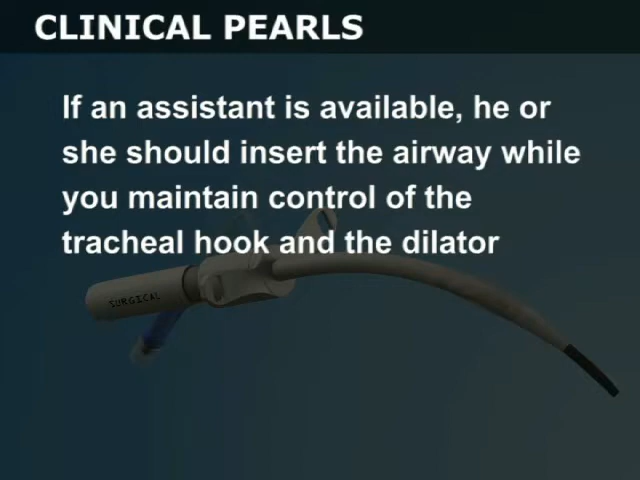 CLINICAL PEARLS
If an assistant is available, he or
she should insert the airway while
you maintain control of the
tracheal hook and the dilator
SURGICAL